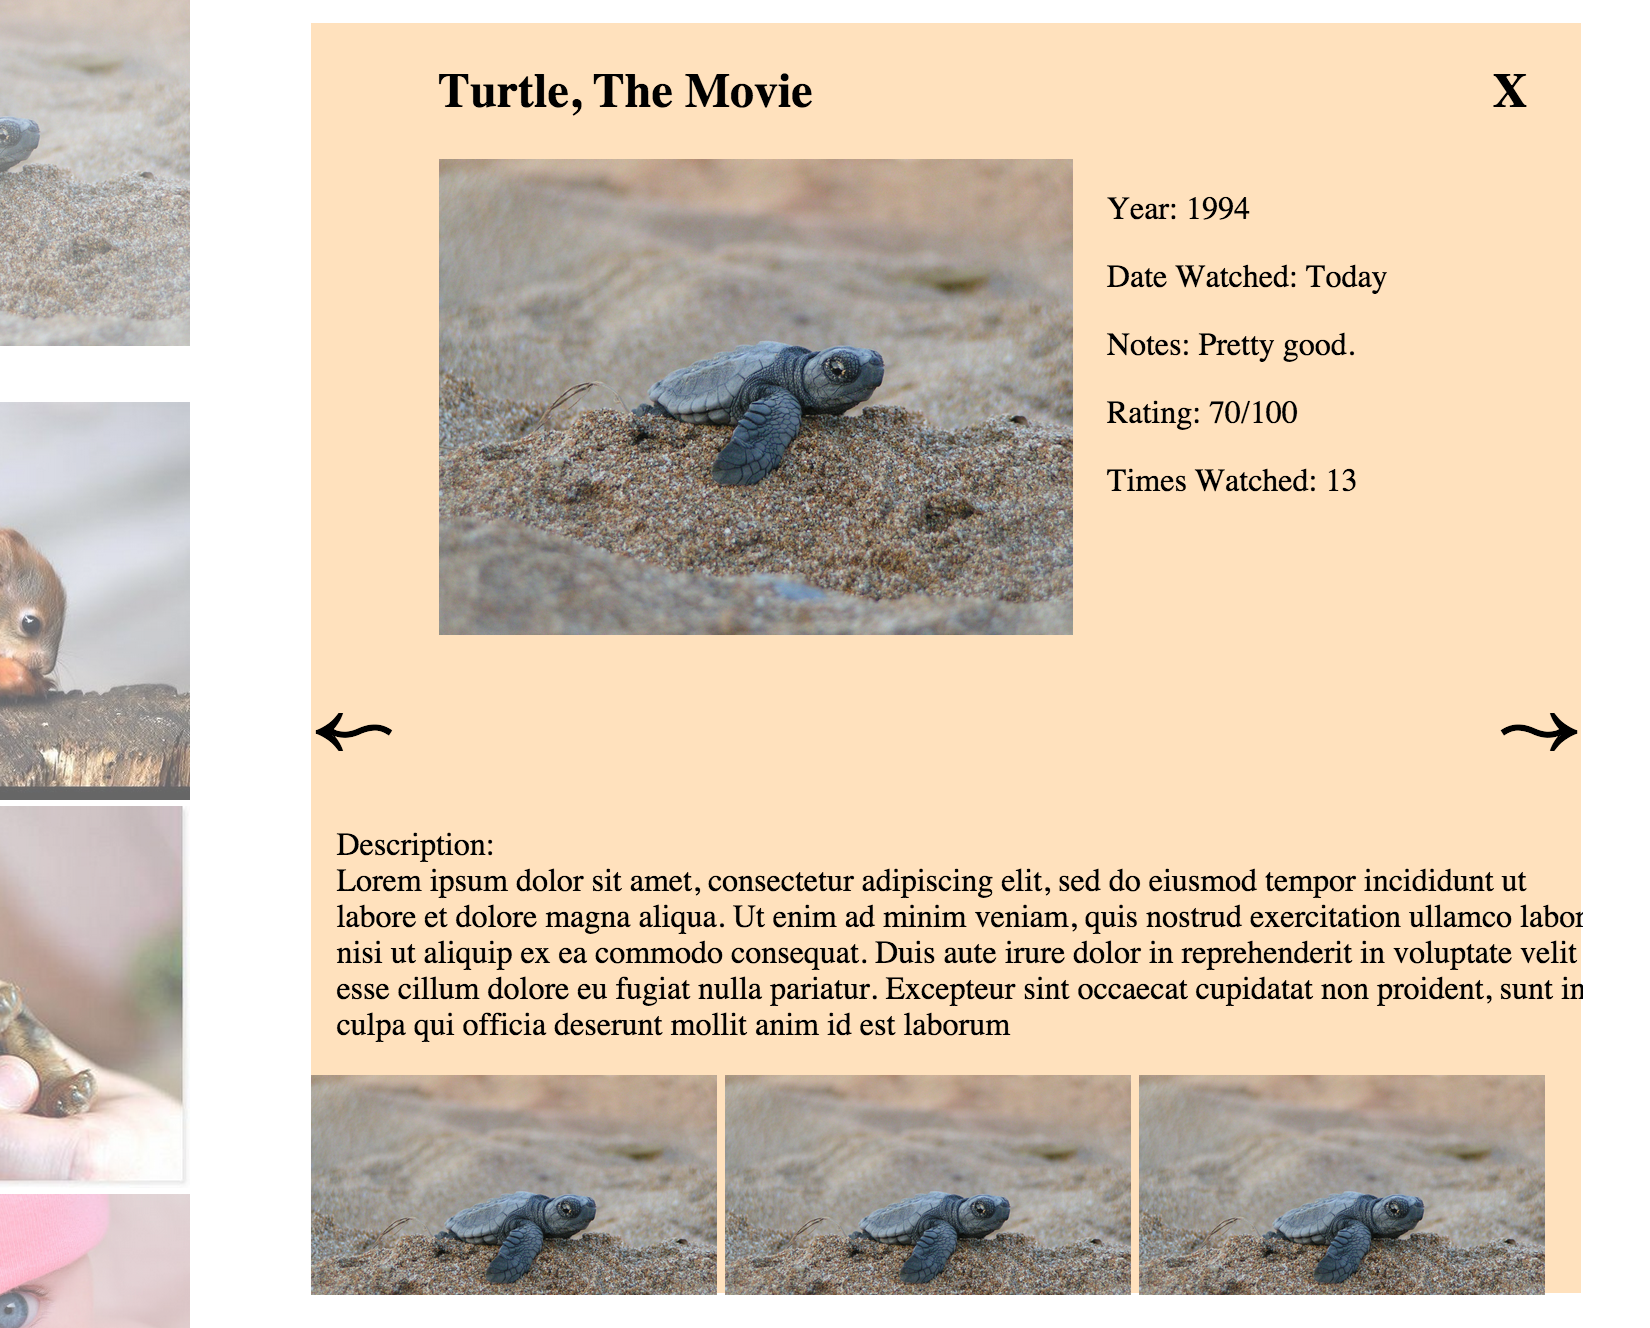 Turtle, The Movie
X
Year: 1994
Date Watched: Today
Notes: Pretty good.
Rating: 70/100
Times Watched: 13
Description:
Lorem ipsum dolor sit amet, consectetur adipiscing elit, sed do eiusmod tempor incididunt ut
labore et dolore magna aliqua. Ut enim ad minim veniam, quis nostrud exercitation ullamco labor
nisi ut aliquip ex ea commodo consequat. Duis aute irure dolor in reprehenderit in voluptate velit
esse cillum dolore eu fugiat nulla pariatur. Excepteur sint occaecat cupidatat non proident, sunt in
culpa qui officia deserunt mollit anim id est laborum